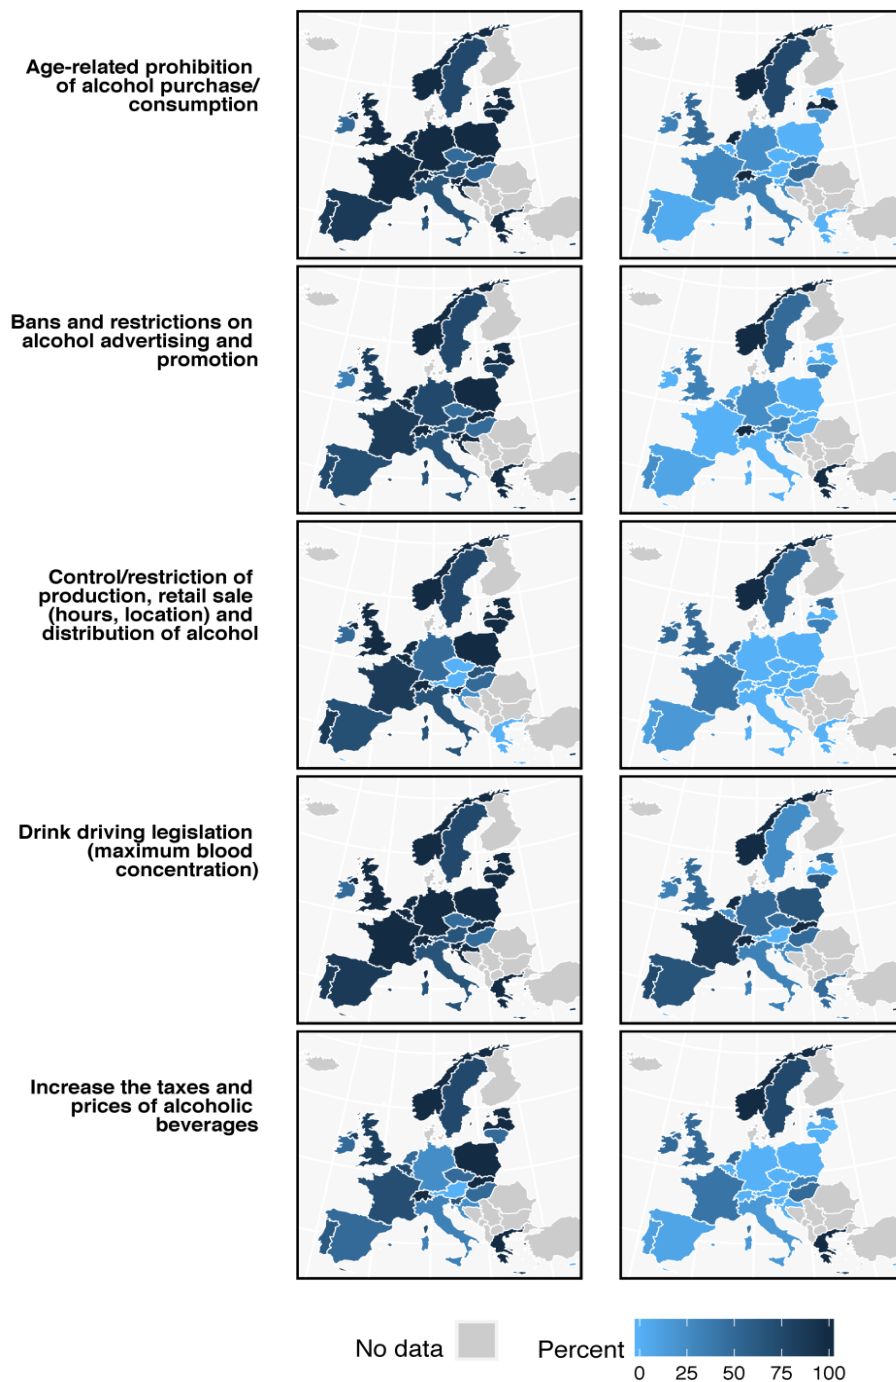 Age-related prohibition
of alcohol purchase/
consumption
Bans and restrictions on
alcohol advertising and
promotion
Control/restriction of
production, retail sale
(hours, location) and
distribution of alcohol
Drink driving legislation
(maximum blood
concentration)
Increase the taxes and
prices of alcoholic
beverages
No data
Percent
0 25 50 75 100